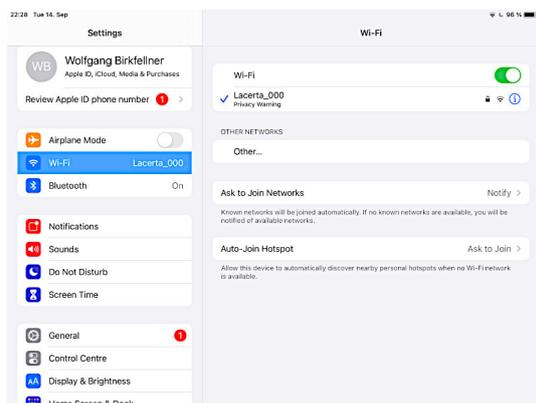 22:28 Tue 14. Sep
96 %
Settings
WB
Wolfgang Birkfellner
Apple ID, iCloud, Media & Purchases
Review Apple ID phone number 1
Airplane Mode
Wi-Fi Lacerta_000
Bluetooth On
Notifications
Sounds
Do Not Disturb
Screen Time
General 1
Control Centre
AA Display & Brightness
Home Screen & Dock
Wi-Fi
Wi-Fi
Lacerta_000
Privacy Warning
OTHER NETWORKS
Other...
Ask to Join Networks Notify
Known networks will be joined automatically. If no known networks are available, you will be
notified of available networks.
Auto-Join Hotspot Ask to Join
Allow this device to automatically discover nearby personal hotspots when no Wi-Fi network
is available.